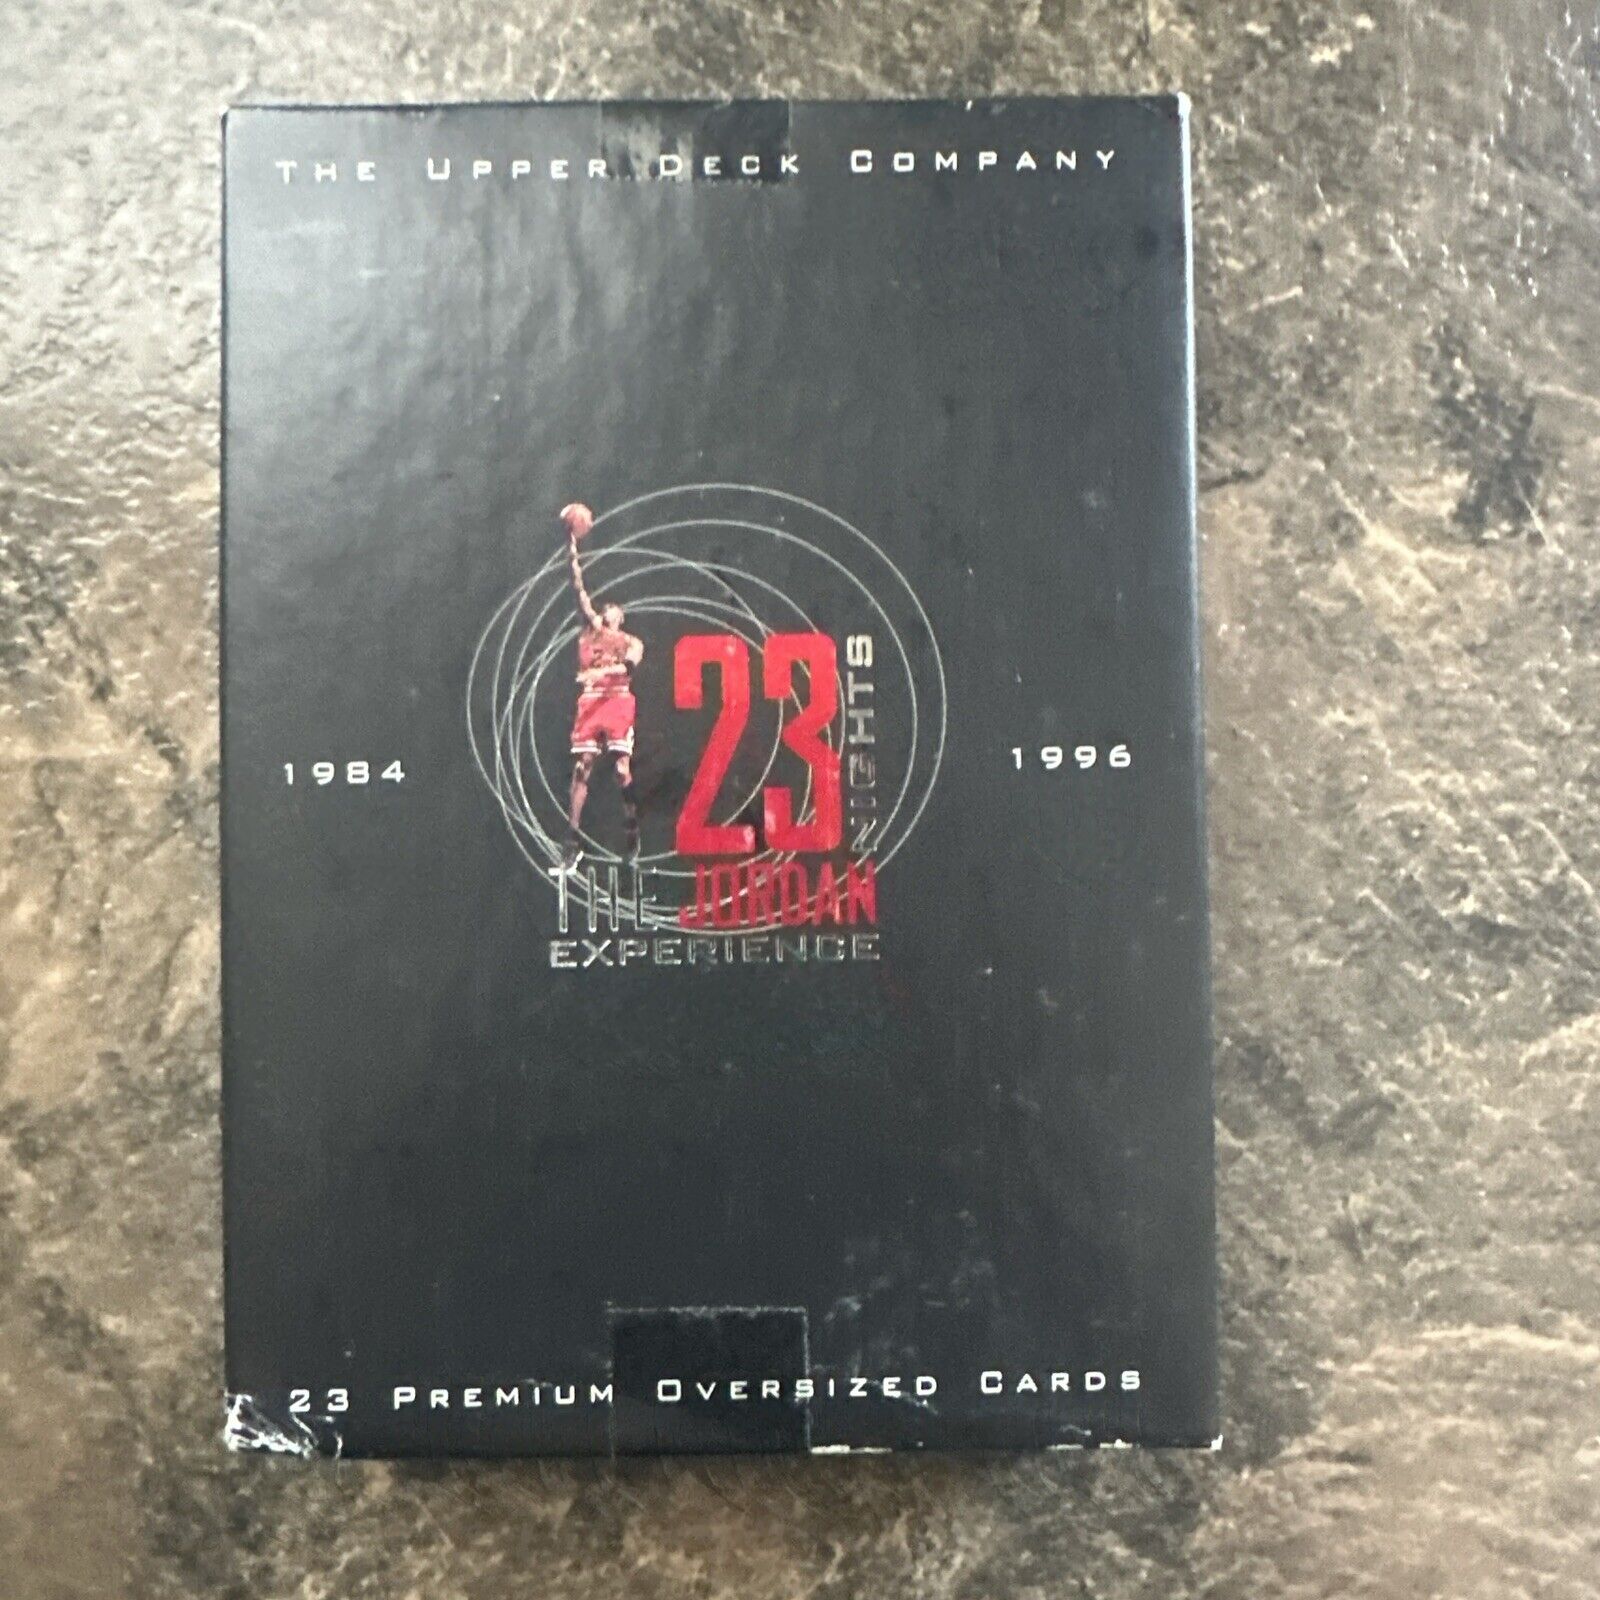 THE UPPER DECK COMPANY
23
NIGHTS
1984
1996
THE JORDAN
EXPERIENCE
23 PREMIUM OVERSIZED CARDS